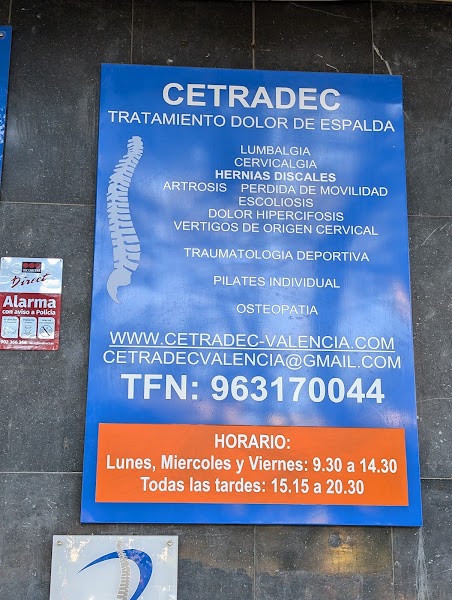 CETRADEC
TRATAMIENTO DOLOR DE ESPALDA
LUMBALGIA
CERVICALGIA
HERNIAS DISCALES
ARTROSIS PERDIDA DE MOVILIDAD
ESCOLIOSIS
DOLOR HIPERCIFOSIS
VERTIGOS DE ORIGEN CERVICAL
TRAUMATOLOGIA DEPORTIVA
PILATES INDIVIDUAL
OSTEOPATIA
WWW.CETRADEC-VALENCIA.COM
CETRADECVALENCIA@GMAIL.COM
TFN: 963170044
HORARIO:
Lunes, Miercoles y Viernes: 9.30 a 14.30
Todas las tardes: 15.15 a 20.30
Direct
Alarma
con aviso a Policía